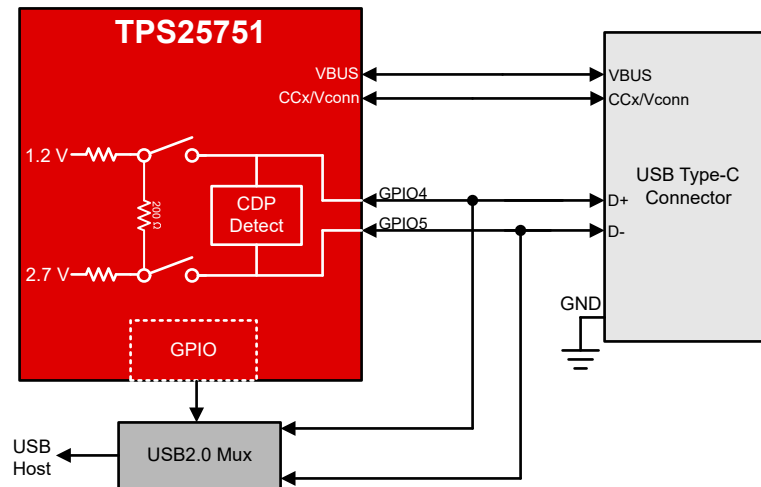 TPS25751
VBUS
CCx/Vconn
VBUS
CCx/Vconn
1.2 V
200 Ω
CDP
Detect
2.7 V
GPIO4
GPIO5
D+
D-
USB Type-C
Connector
GND
GPIO
USB2.0 Mux
USB
Host